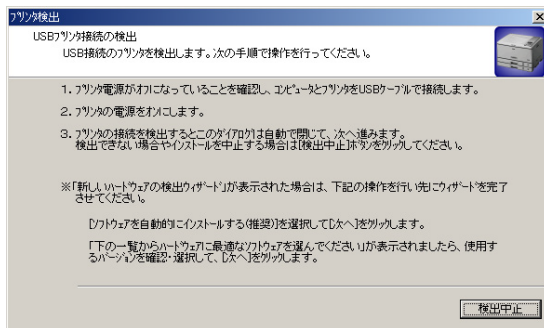 プリンタ検出
USBプリンタ接続の検出
USB接続のプリンタを検出します。次の手順で操作を行ってください。
1. プリンタ電源がオフになっていることを確認し、コンピュータとプリンタをUSBケーブルで接続します。
2. プリンタの電源をオンにします。
3. プリンタの接続を検出するとこのダイアログは自動で閉じて、次へ進みます。
検出できない場合やインストールを中止する場合は[検出中止]ボタンをクリックしてください。
※「新しいハードウェアの検出ウィザード」が表示された場合は、下記の操作を行い先にウィザードを完了
させてください。
[ソフトウェアを自動的にインストールする(推奨)]を選択して[次へ]をクリックします。
「下の一覧からハードウェアに最適なソフトウェアを選んでください」が表示されましたら、使用す
るバージョンを確認・選択して、[次へ]をクリックします。
検出中止